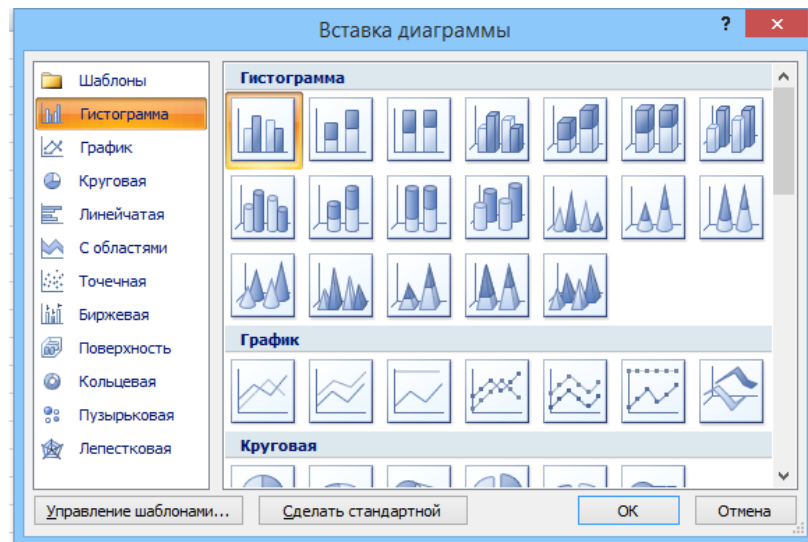 Вставка диаграммы
?
×
Шаблоны
Гистограмма
График
Круговая
Линейчатая
С областями
Точечная
Биржевая
Поверхность
Кольцевая
Пузырьковая
Лепестковая
Гистограмма
График
Круговая
Управление шаблонами...
Сделать стандартной
ОК
Отмена